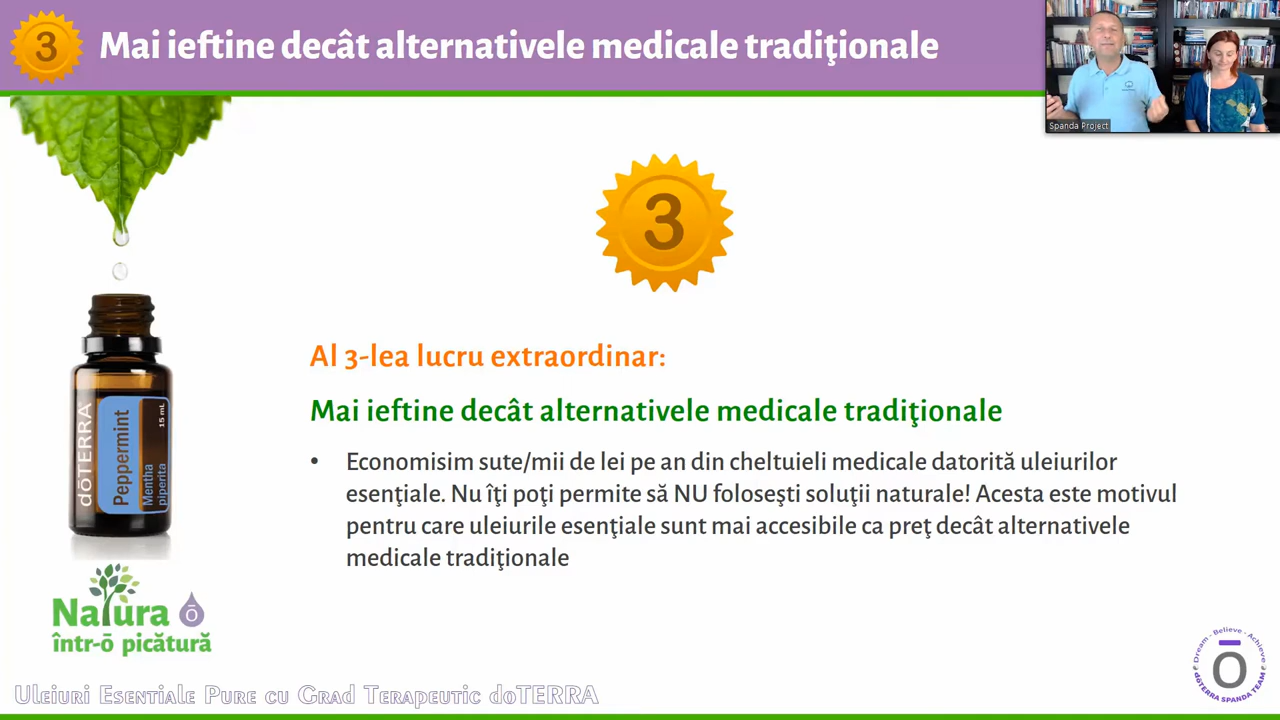 3 Mai ieftine decât alternativele medicale tradiţionale
Spanda Project
3
Al 3-lea lucru extraordinar:
Mai ieftine decât alternativele medicale tradiţionale
• Economisim sute/mii de lei pe an din cheltuieli medicale datorită uleiurilor
esenţiale. Nu îţi poţi permite să NU foloseşti soluţii naturale! Acesta este motivul
pentru care uleiurile esenţiale sunt mai accesibile ca preţ decât alternativele
medicale tradiţionale
dōTERRA
Peppermint
Mentha
piperita
15 mL
Natura ō
într-ō picătură
Dream - Believe - Achieve
Ō
dōTERRA SPANDA TEAM
Uleiuri Esentiale Pure cu Grad Terapeutic doTERRA